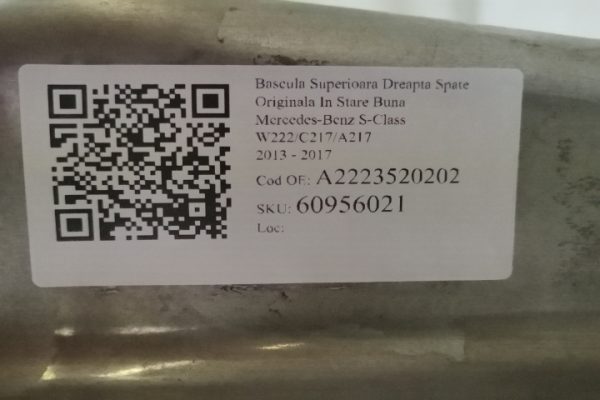 Bascula Superioara Dreapta Spate
Originala In Stare Buna
Mercedes-Benz S-Class
W222/C217/A217
2013 - 2017
Cod OE: A2223520202
SKU: 60956021
Loc: